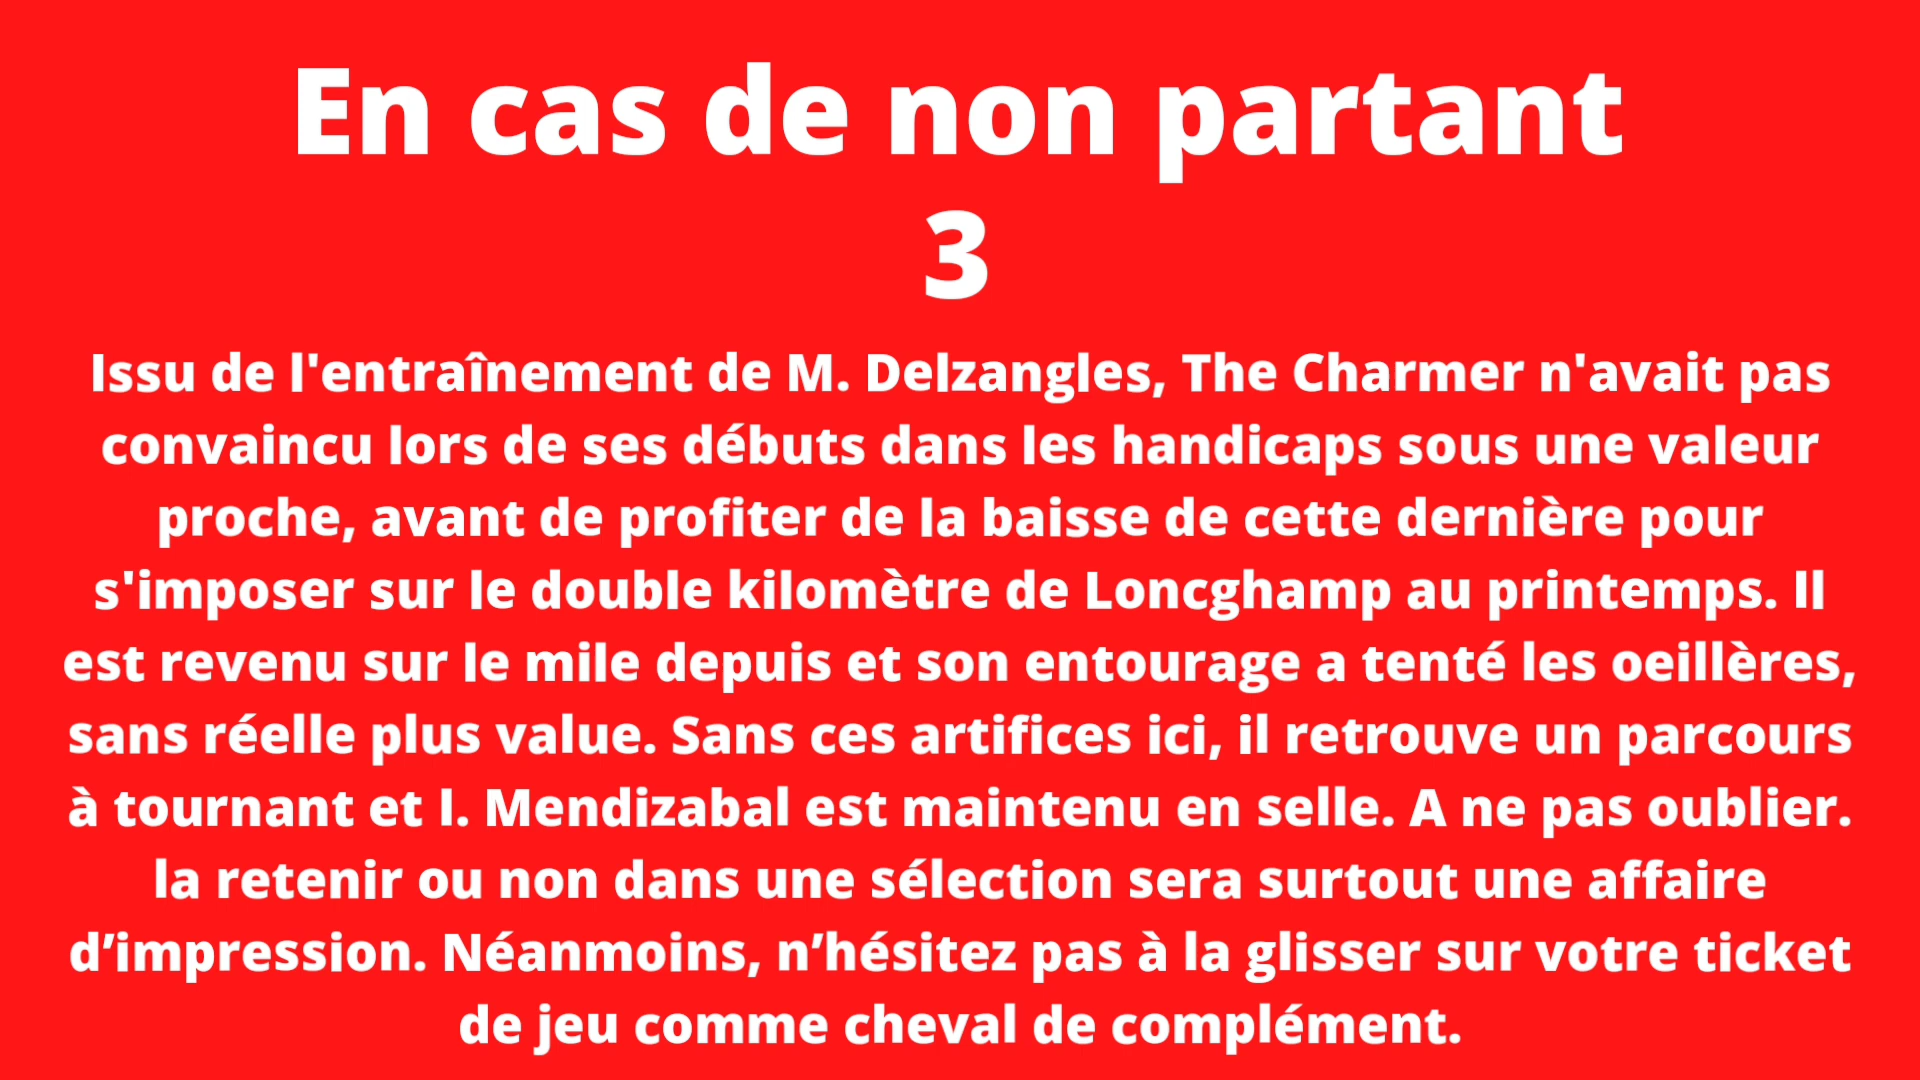 En cas de non partant
3
Issu de l'entraînement de M. Delzangles, The Charmer n'avait pas
convaincu lors de ses débuts dans les handicaps sous une valeur
proche, avant de profiter de la baisse de cette dernière pour
s'imposer sur le double kilomètre de Loncghamp au printemps. Il
est revenu sur le mile depuis et son entourage a tenté les oeillères,
sans réelle plus value. Sans ces artifices ici, il retrouve un parcours
à tournant et I. Mendizabal est maintenu en selle. A ne pas oublier.
la retenir ou non dans une sélection sera surtout une affaire
d’impression. Néanmoins, n’hésitez pas à la glisser sur votre ticket
de jeu comme cheval de complément.